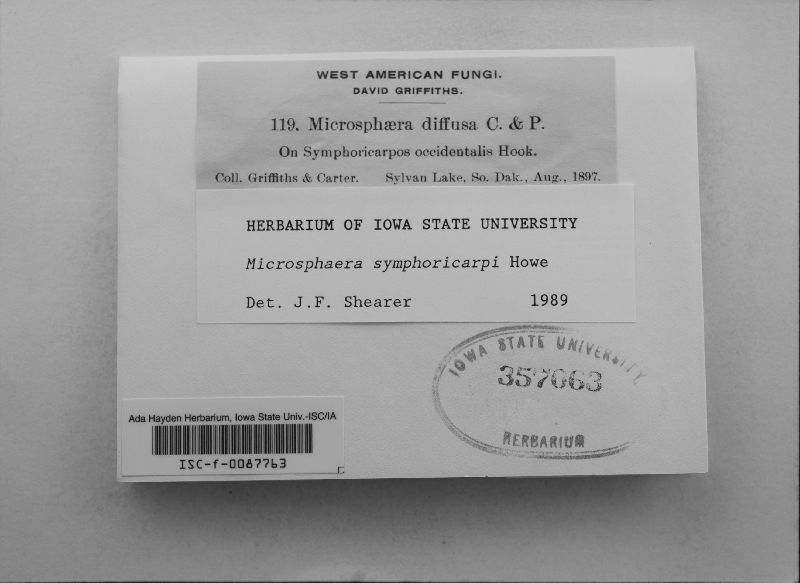 WEST AMERICAN FUNGI.
DAVID GRIFFITHS.
119. Microsphæra diffusa C. & P.
On Symphoricarpos occidentalis Hook.
Coll. Griffiths & Carter. Sylvan Lake, So. Dak., Aug., 1897.
HERBARIUM OF IOWA STATE UNIVERSITY
Microsphaera symphoricarpi Howe
Det. J.F. Shearer 1989
IOWA STATE UNIVERSITY
357063
HERBARIUM
Ada Hayden Herbarium, Iowa State Univ.-ISC/IA
ISC-f-0087763